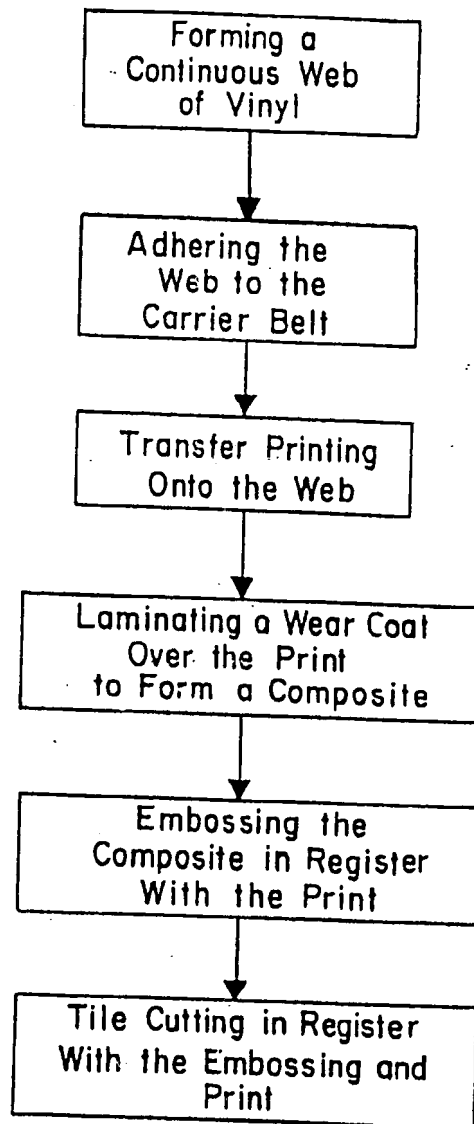 Forming a
Continuous Web
of Vinyl
Adhering the
Web to the
Carrier Belt
Transfer Printing
Onto the Web
Laminating a Wear Coat
Over the Print
to Form a Composite
Embossing the
Composite in Register
With the Print
Tile Cutting in Register
With the Embossing and
Print